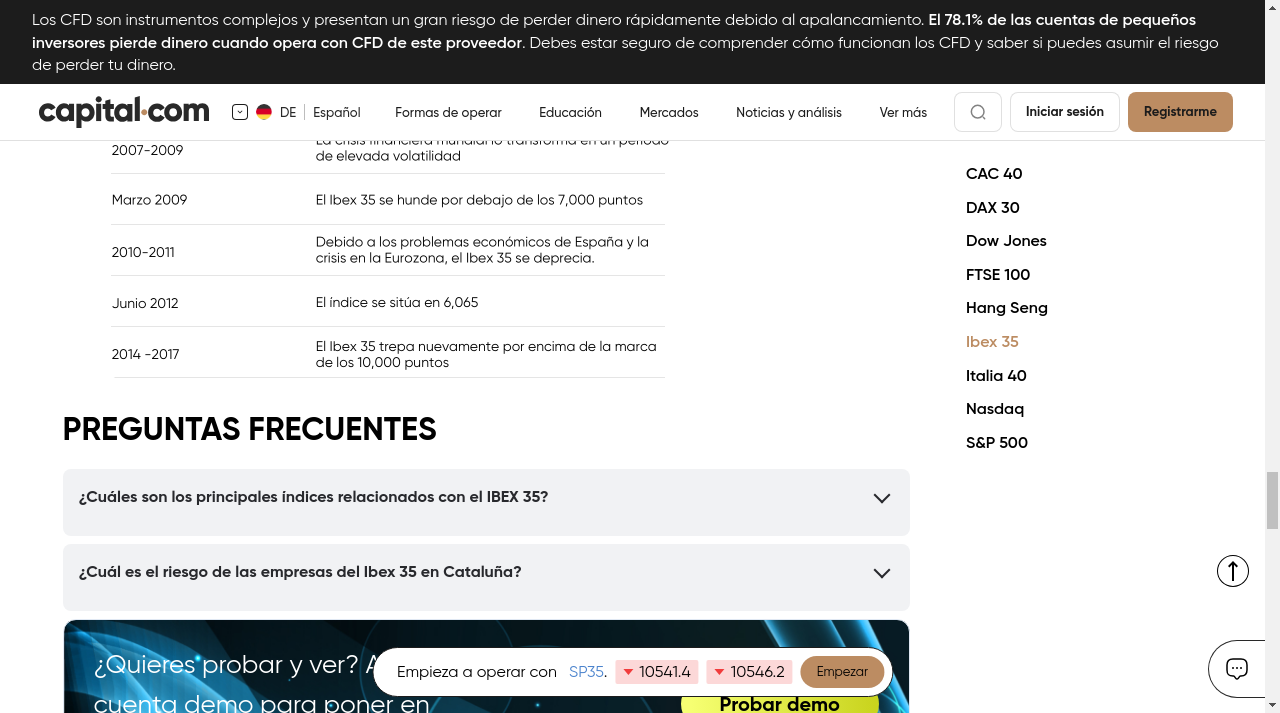 Los CFD son instrumentos complejos y presentan un gran riesgo de perder dinero rápidamente debido al apalancamiento. El 78.1% de las cuentas de pequeños
inversores pierde dinero cuando opera con CFD de este proveedor. Debes estar seguro de comprender cómo funcionan los CFD y saber si puedes asumir el riesgo
de perder tu dinero.
capital.com DE Español Formas de operar Educación Mercados Noticias y análisis Ver más Iniciar sesión Registrarme
La crisis financiera mundial lo transforma en un periodo
2007-2009 de elevada volatilidad
Marzo 2009 El Ibex 35 se hunde por debajo de los 7,000 puntos
Debido a los problemas económicos de España y la
2010-2011 crisis en la Eurozona, el Ibex 35 se deprecia.
Junio 2012 El índice se sitúa en 6,065
El Ibex 35 trepa nuevamente por encima de la marca
2014 -2017 de los 10,000 puntos
CAC 40
DAX 30
Dow Jones
FTSE 100
Hang Seng
Ibex 35
Italia 40
Nasdaq
S&P 500
PREGUNTAS FRECUENTES
¿Cuáles son los principales índices relacionados con el IBEX 35?
¿Cuál es el riesgo de las empresas del Ibex 35 en Cataluña?
¿Quieres probar y ver?
cuenta demo para poner en
Empieza a operar con SP35. 10541.4 10546.2 Empezar
Probar demo